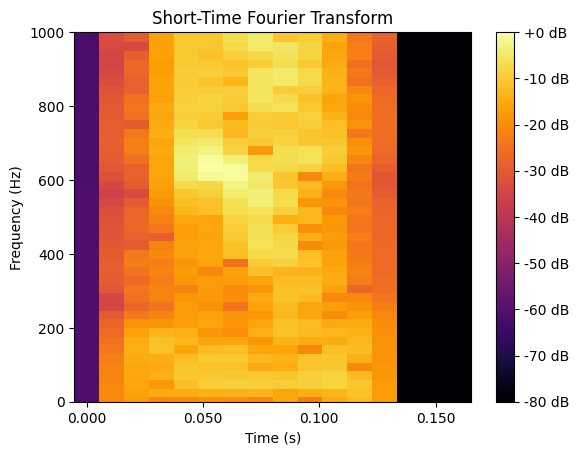 Short-Time Fourier Transform
1000
800
600
400
200
0
Frequency (Hz)
0.000
0.050
0.100
0.150
Time (s)
+0 dB
-10 dB
-20 dB
-30 dB
-40 dB
-50 dB
-60 dB
-70 dB
-80 dB